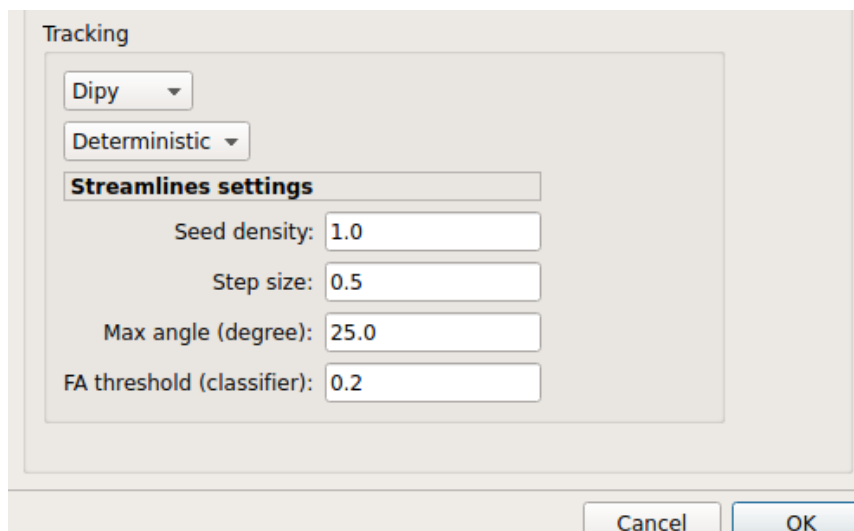 Tracking
Dipy
Deterministic
Streamlines settings
Seed density: 1.0
Step size: 0.5
Max angle (degree): 25.0
FA threshold (classifier): 0.2
Cancel OK